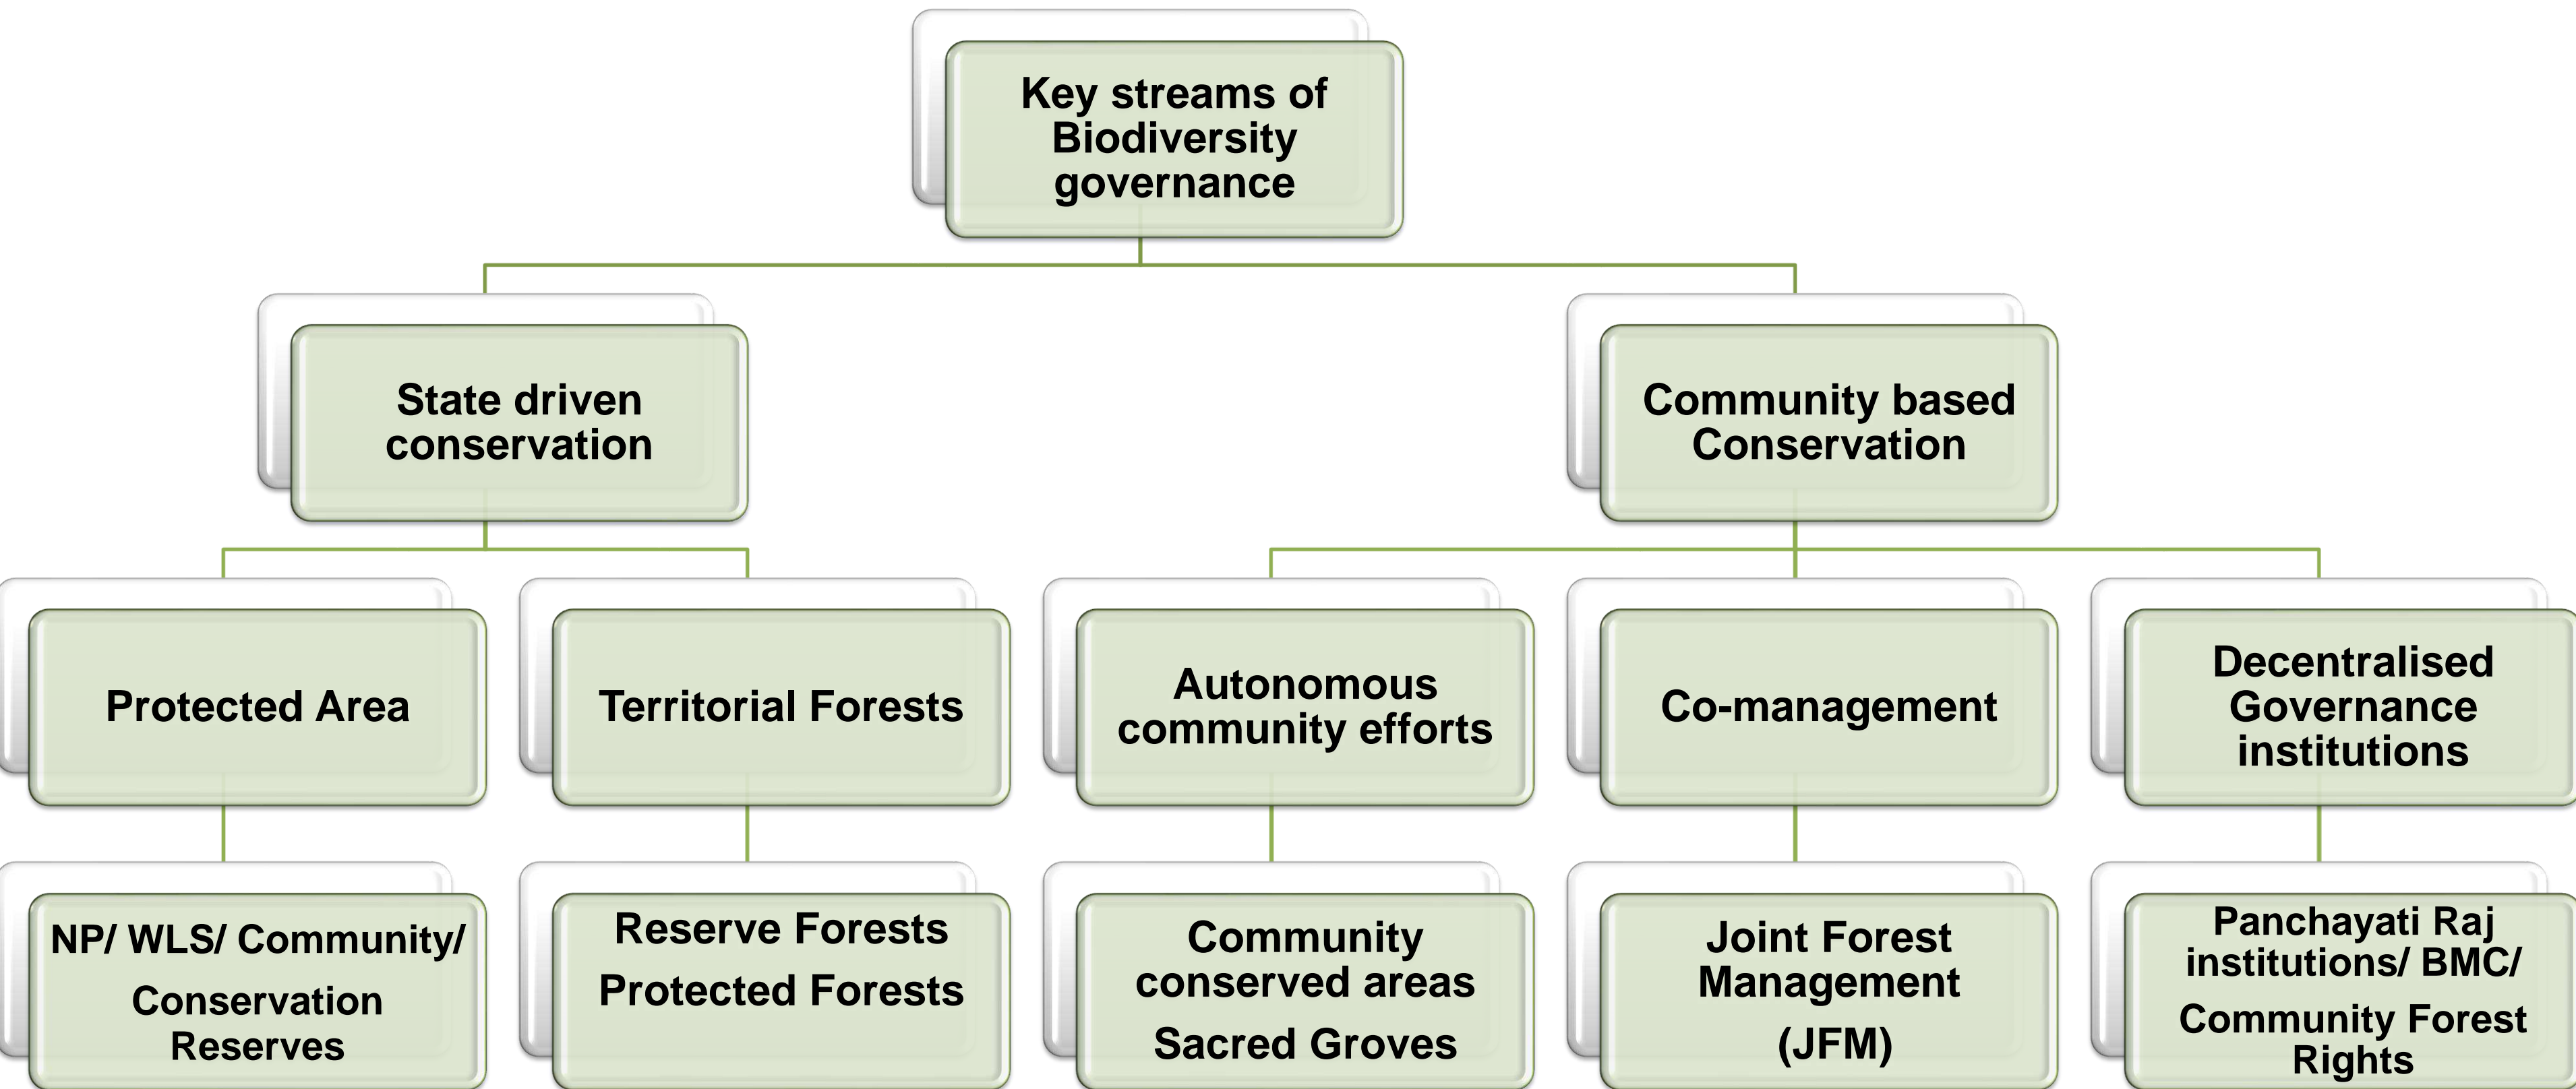 Key streams of
Biodiversity
governance
State driven
conservation
Community based
Conservation
Protected Area
Territorial Forests
Autonomous
community efforts
Co-management
Decentralised
Governance
institutions
NP/ WLS/ Community/
Conservation
Reserves
Reserve Forests
Protected Forests
Community
conserved areas
Sacred Groves
Joint Forest
Management
(JFM)
Panchayati Raj
institutions/ BMC/
Community Forest
Rights